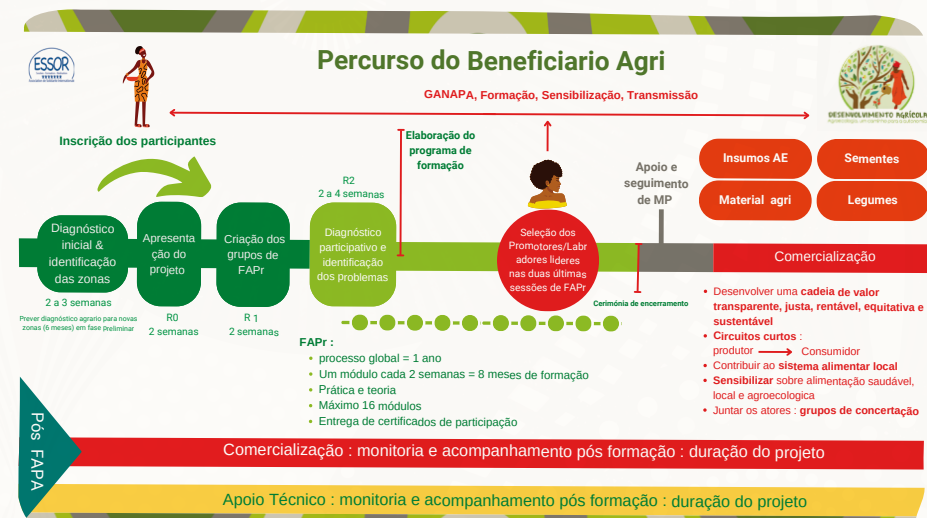 ESSOR
Percurso do Beneficiario Agri
GANAPA, Formação, Sensibilização, Transmissão
DESENVOLVIMENTO AGRÍCOLA
Inscrição dos participantes
Elaboração do
programa de
formação
Apoio e
seguimento
de MP
Insumos AE
Sementes
Material agri
Legumes
R2
2 a 4 semanas
Diagnóstico
inicial &
identificação
das zonas
Apresenta
ção do
projeto
Criação dos
grupos de
FAPr
Diagnóstico
participativo e
identificação
dos problemas
Seleção dos
Promotores/Labr
adores lideres
nas duas últimas
sessões de FAPr
Comercialização
2 a 3 semanas
Prever diagnóstico agrario para novas
zonas (6 meses) em fase preliminar
R0
2 semanas
R 1
2 semanas
Cerimónia de encerramento
FAPr :
• processo global = 1 ano
• Um módulo cada 2 semanas = 8 meses de formação
• Prática e teoria
• Máximo 16 módulos
• Entrega de certificados de participação
• Desenvolver uma cadeia de valor
transparente, justa, rentável, equitativa e
sustentável
• Circuitos curtos :
produtor Consumidor
• Contribuir ao sistema alimentar local
• Sensibilizar sobre alimentação saudável,
local e agroecologica
• Juntar os atores : grupos de concertação
Pós FAPA
Comercialização : monitoria e acompanhamento pós formação : duração do projeto
Apoio Técnico : monitoria e acompanhamento pós formação : duração do projeto